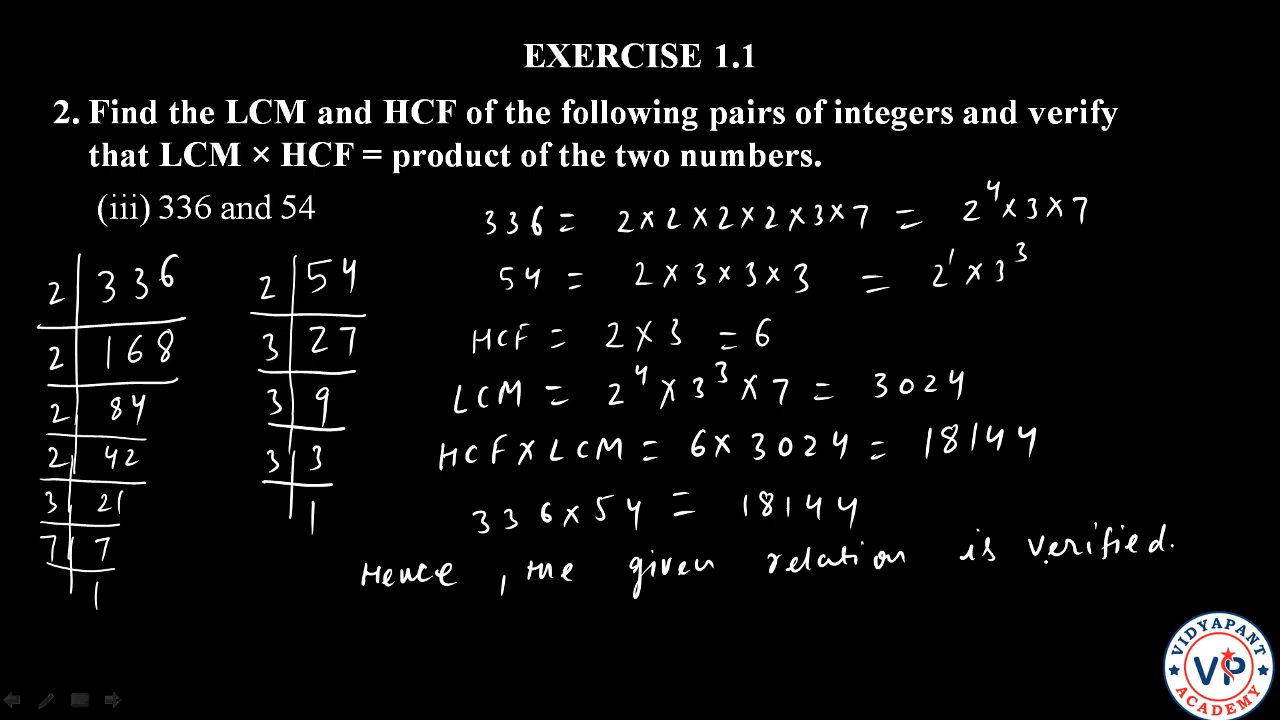 EXERCISE 1.1
2. Find the LCM and HCF of the following pairs of integers and verify
that LCM × HCF = product of the two numbers.
(iii) 336 and 54
2 | 336
2 | 168
2 | 84
2 | 42
3 | 21
7 | 7
1
2 | 54
3 | 27
3 | 9
3 | 3
1
336 = 2 × 2 × 2 × 2 × 3 × 7 = 2⁴ × 3 × 7
54 = 2 × 3 × 3 × 3 = 2¹ × 3³
HCF = 2 × 3 = 6
LCM = 2⁴ × 3³ × 7 = 3024
HCF × LCM = 6 × 3024 = 18144
336 × 54 = 18144
Hence, the given relation is verified.
VIDYAPANT
VP
ACADEMY